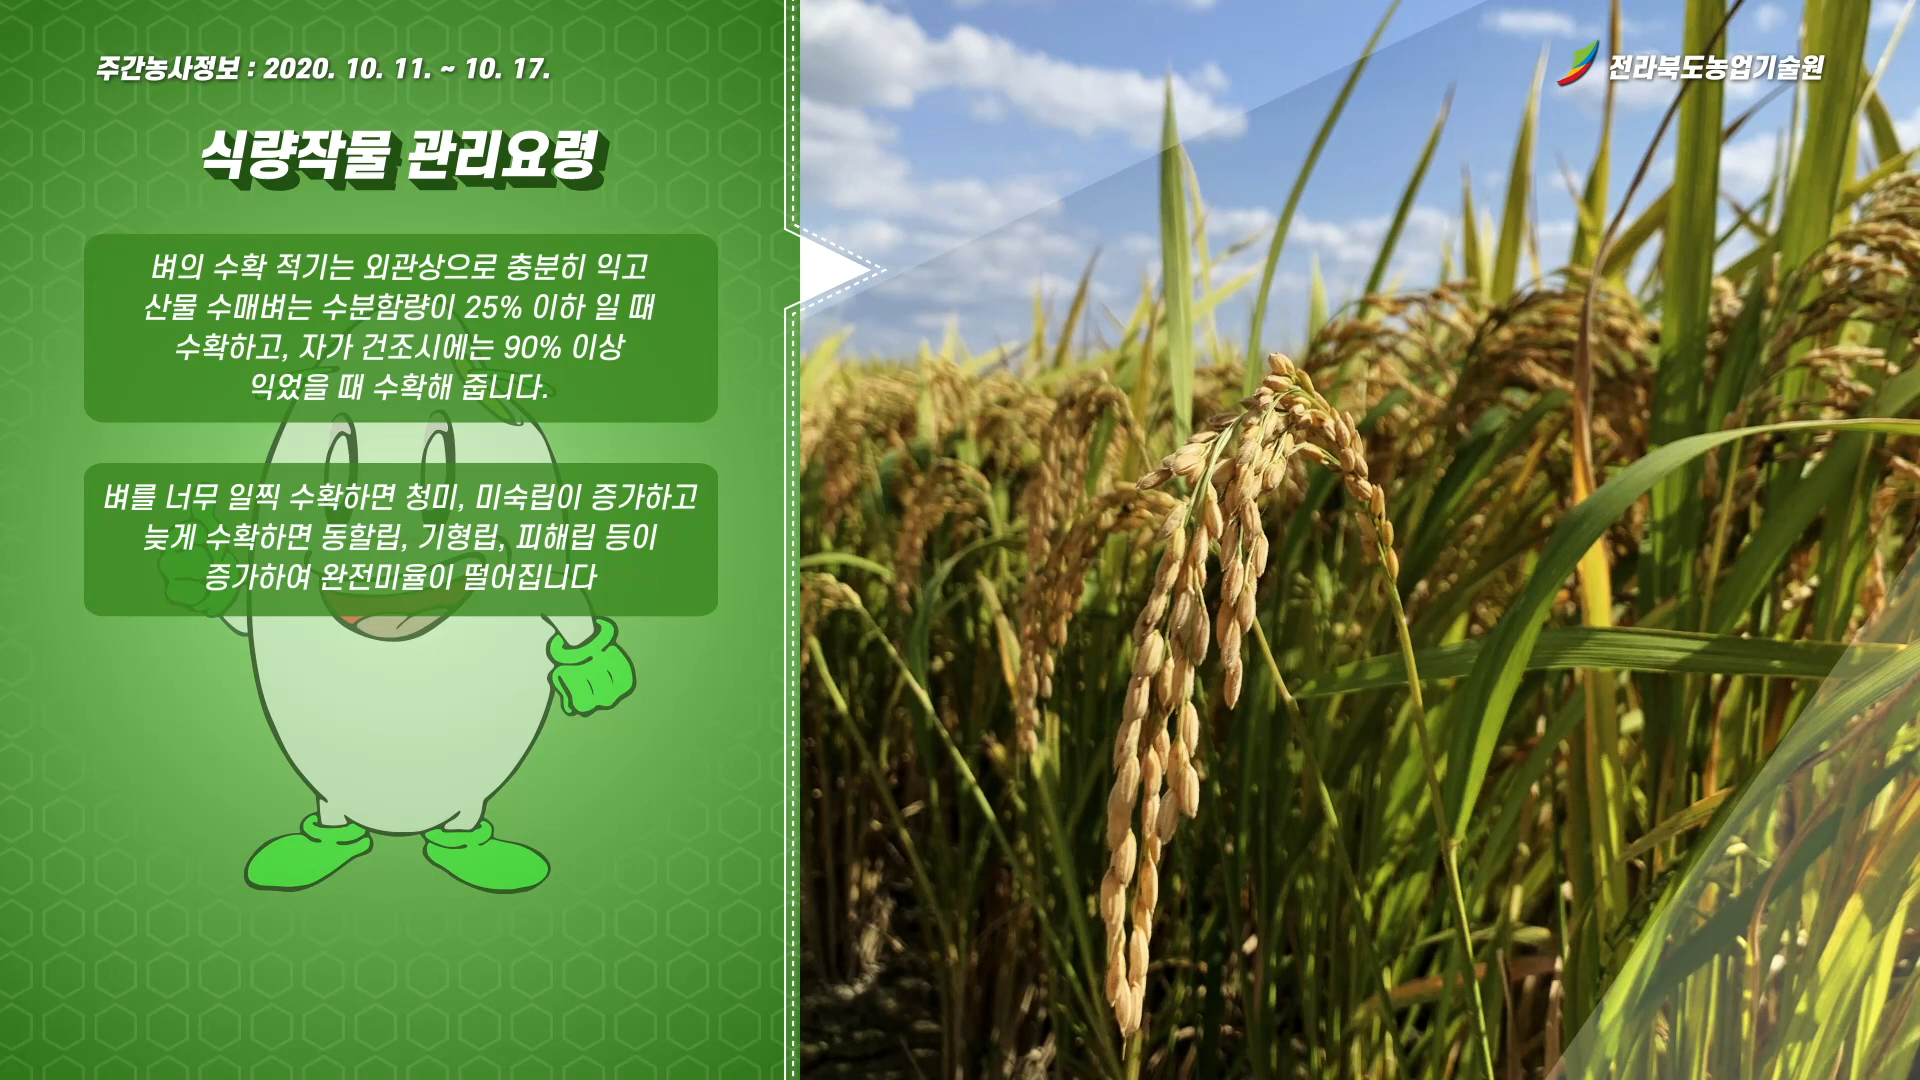 주간농사정보 : 2020. 10. 11. ~ 10. 17.
전라북도농업기술원
식량작물 관리요령
벼의 수확 적기는 외관상으로 충분히 익고
산물 수매벼는 수분함량이 25% 이하 일 때
수확하고, 자가 건조시에는 90% 이상
익었을 때 수확해 줍니다.
벼를 너무 일찍 수확하면 청미, 미숙립이 증가하고
늦게 수확하면 동할립, 기형립, 피해립 등이
증가하여 완전미율이 떨어집니다